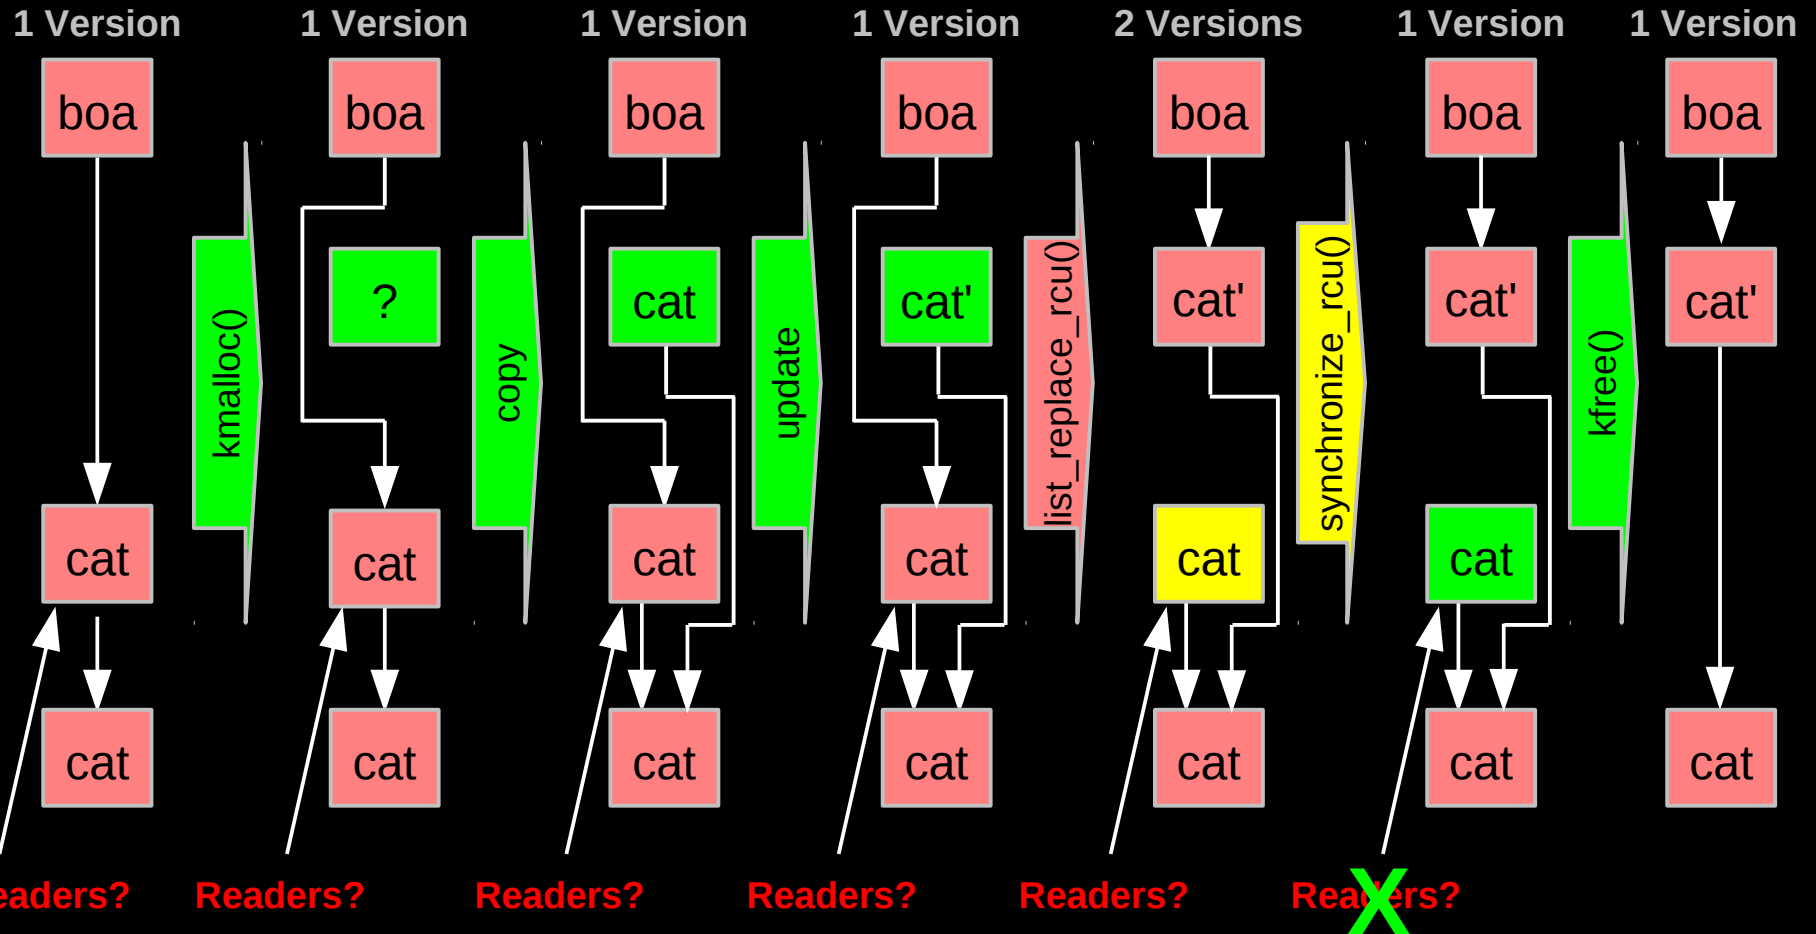 1 Version 1 Version 1 Version 1 Version 2 Versions 1 Version 1 Version
boa boa boa boa boa boa boa
? cat cat' cat' cat' cat'
kmalloc() copy update list_replace_rcu() synchronize_rcu() kfree()
cat cat cat cat cat cat
cat cat cat cat cat cat cat
eaders? Readers? Readers? Readers? Readers? Readers?
X